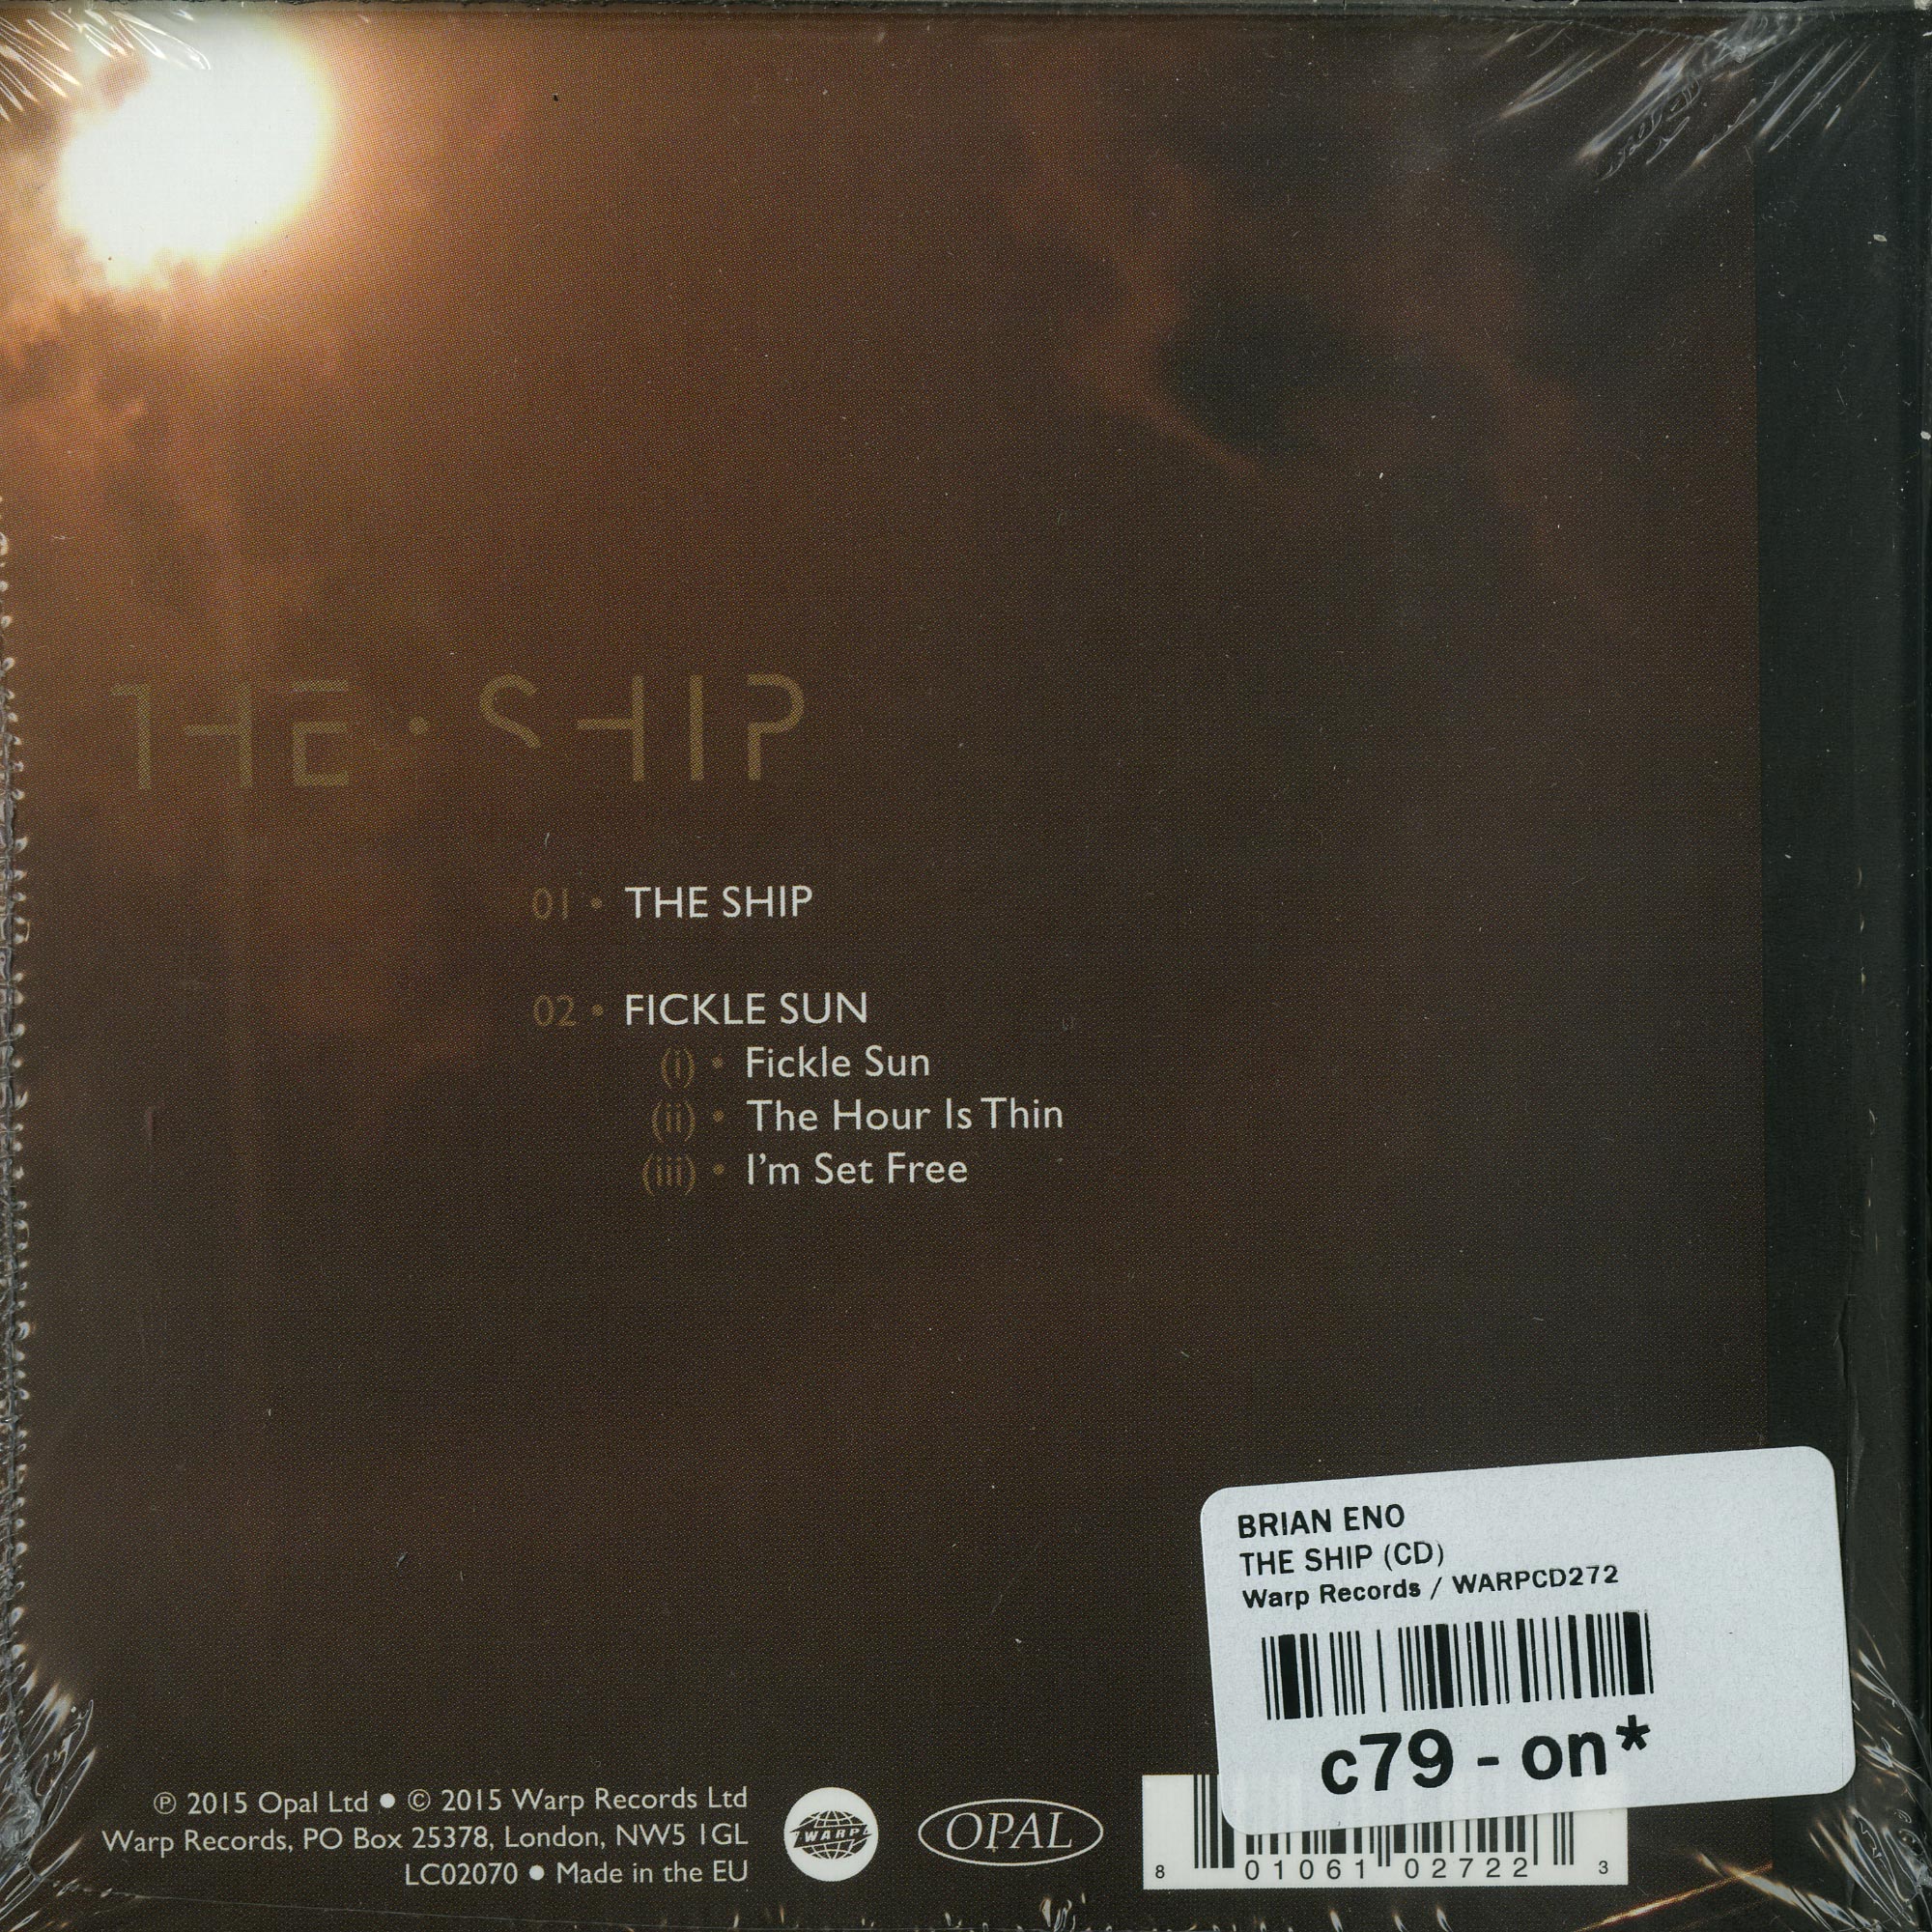 THE • SHIP
01 • THE SHIP
02 • FICKLE SUN
(i) • Fickle Sun
(ii) • The Hour Is Thin
(iii) • I'm Set Free
BRIAN ENO
THE SHIP (CD)
Warp Records / WARPCD272
c79 - on*
℗ 2015 Opal Ltd ● © 2015 Warp Records Ltd
Warp Records, PO Box 25378, London, NW5 1GL
LC02070 ● Made in the EU
WARP
OPAL
8 01061 02722 3